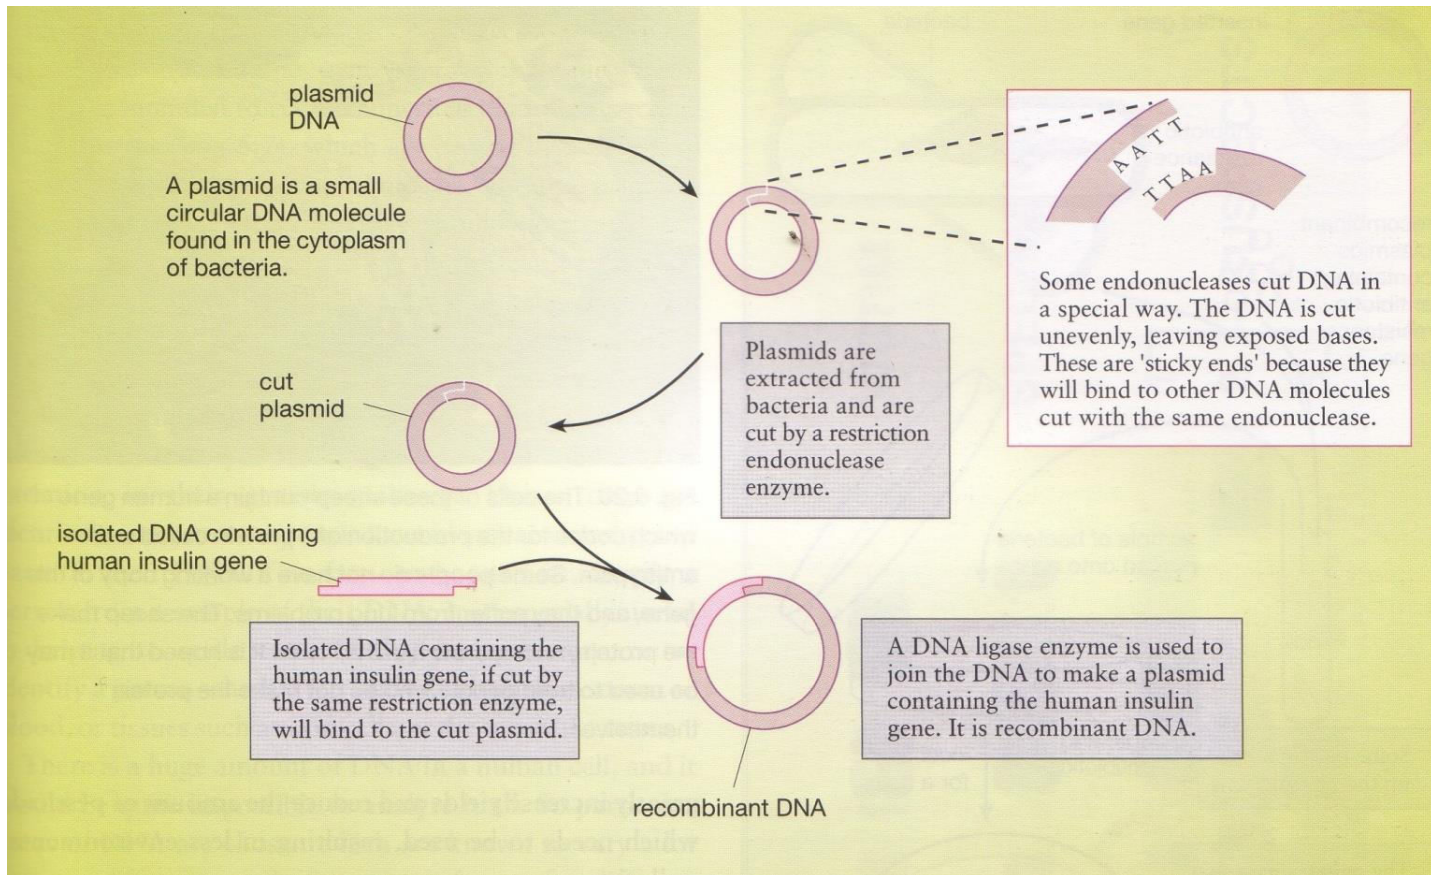 plasmid
DNA
A plasmid is a small
circular DNA molecule
found in the cytoplasm
of bacteria.
A A T T
T T A A
Some endonucleases cut DNA in
a special way. The DNA is cut
unevenly, leaving exposed bases.
These are 'sticky ends' because they
will bind to other DNA molecules
cut with the same endonuclease.
Plasmids are
extracted from
bacteria and are
cut by a restriction
endonuclease
enzyme.
cut
plasmid
isolated DNA containing
human insulin gene
Isolated DNA containing the
human insulin gene, if cut by
the same restriction enzyme,
will bind to the cut plasmid.
A DNA ligase enzyme is used to
join the DNA to make a plasmid
containing the human insulin
gene. It is recombinant DNA.
recombinant DNA